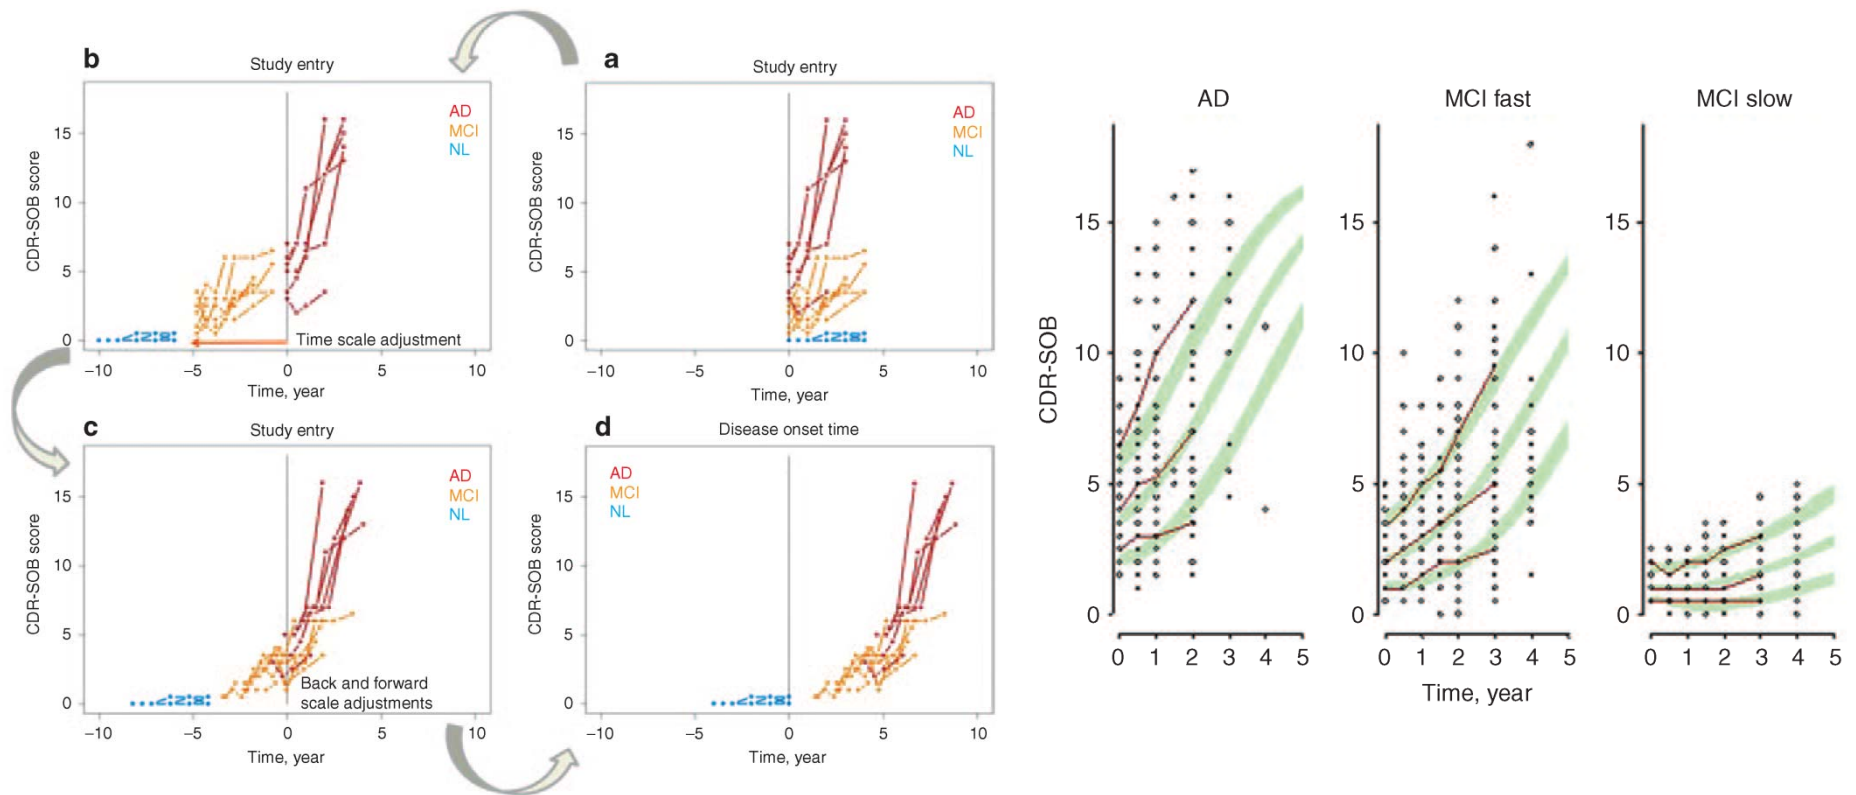 b
Study entry
AD
MCI
NL
15
10
5
0
CDR-SOB score
Time scale adjustment
−10
−5
0
5
10
Time, year
a
Study entry
AD
MCI
NL
15
10
5
0
CDR-SOB score
−10
−5
0
5
10
Time, year
c
Study entry
AD
MCI
NL
15
10
5
0
CDR-SOB score
Back and forward
scale adjustments
−10
−5
0
5
10
Time, year
d
Disease onset time
AD
MCI
NL
15
10
5
0
CDR-SOB score
−10
−5
0
5
10
Time, year
AD
MCI fast
MCI slow
CDR-SOB
15
10
5
0
0 1 2 3 4 5
15
10
5
0
0 1 2 3 4 5
15
10
5
0
0 1 2 3 4 5
Time, year